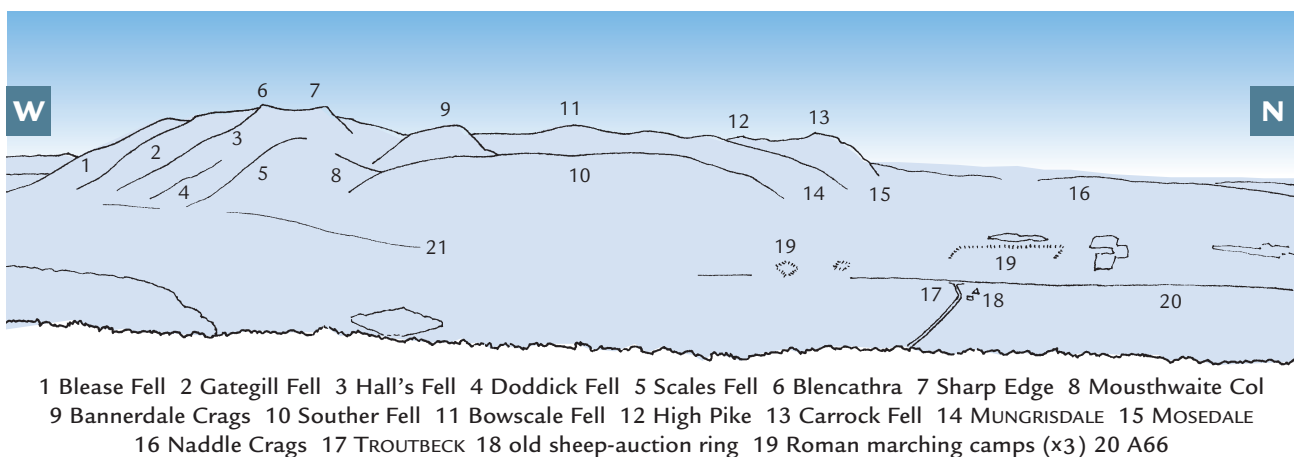 6 7 9 11 12 13
W N
1 2 3 4 5 8 10 14 15 16
21 19 19
17 18 20
1 Blease Fell 2 Gategill Fell 3 Hall's Fell 4 Doddick Fell 5 Scales Fell 6 Blencathra 7 Sharp Edge 8 Mousthwaite Col
9 Bannerdale Crags 10 Souther Fell 11 Bowscale Fell 12 High Pike 13 Carrock Fell 14 MUNGRISDALE 15 MOSEDALE
16 Naddle Crags 17 TROUTBECK 18 old sheep-auction ring 19 Roman marching camps (x3) 20 A66